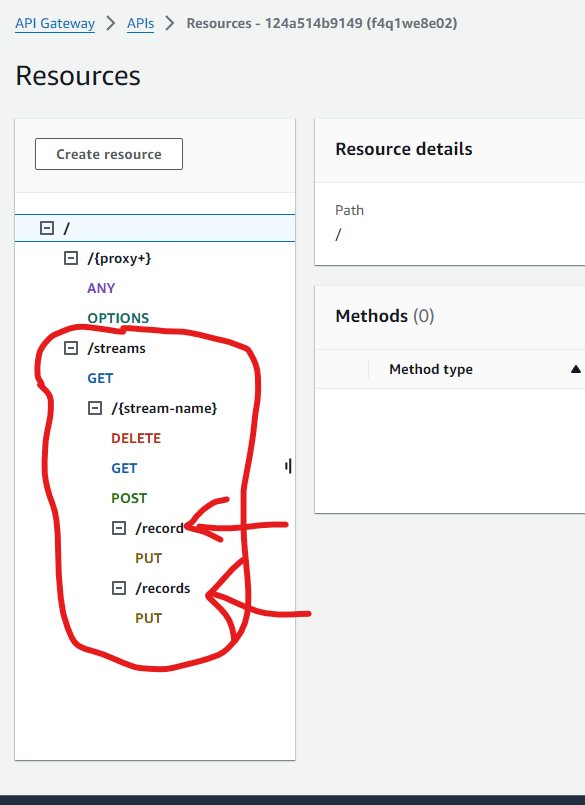 API Gateway > APIs > Resources - 124a514b9149 (f4q1we8e02)
Resources
Create resource
/
/{proxy+}
ANY
OPTIONS
/streams
GET
/{stream-name}
DELETE
GET
POST
/record
PUT
/records
PUT
Resource details
Path
/
Methods (0)
Method type